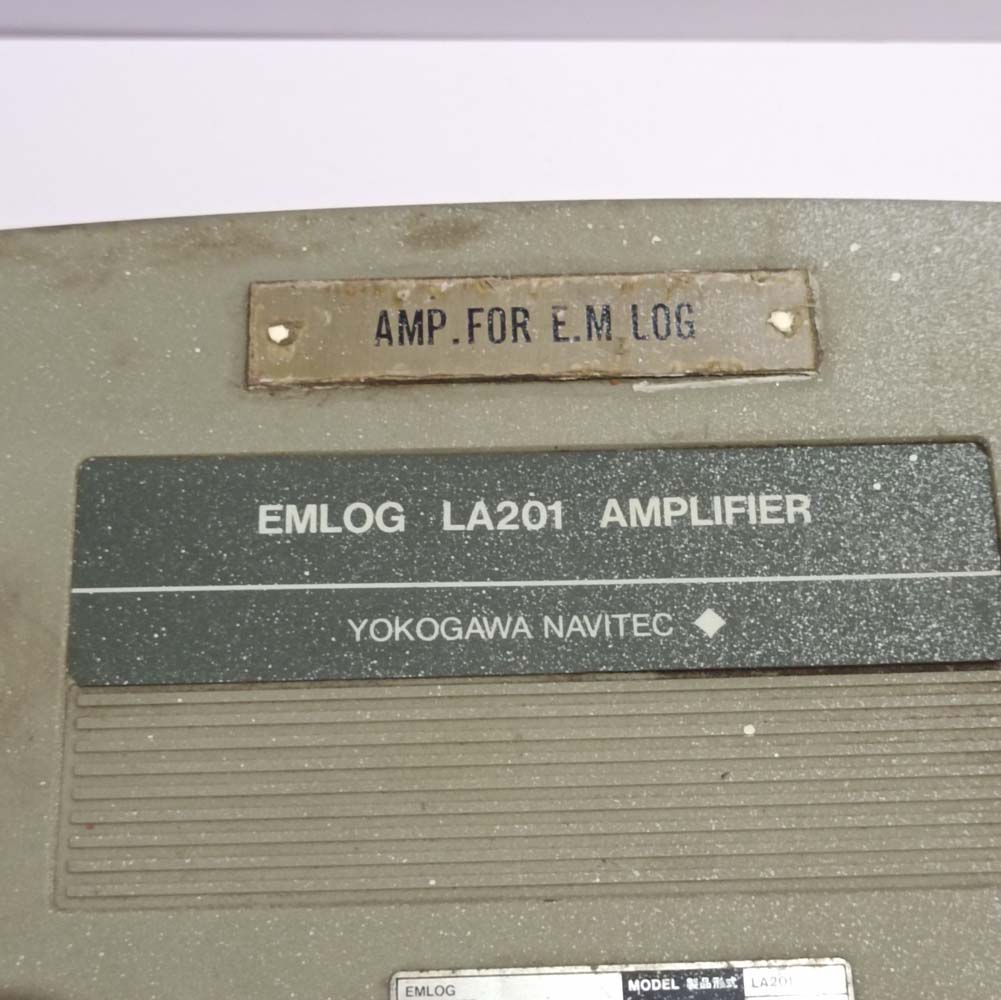 AMP.FOR E.M LOG
EMLOG LA201 AMPLIFIER
YOKOGAWA NAVITEC
EMLOG MODEL 製品形式 LA201